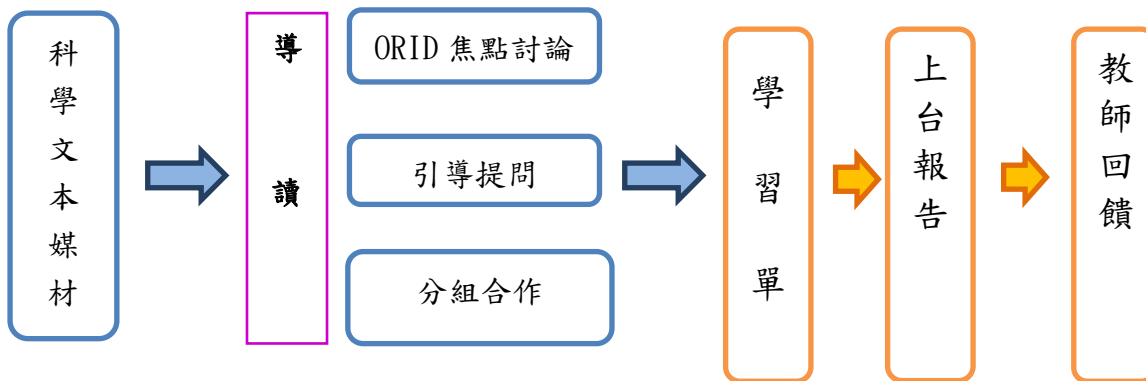 科學文本媒材
導讀
ORID 焦點討論
引導提問
分組合作
學習單
上台報告
教師回饋